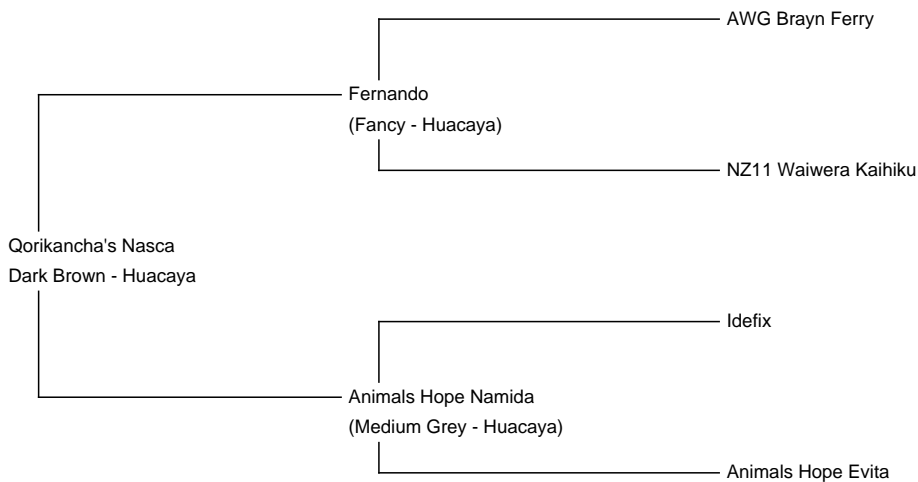 AWG Brayn Ferry
Fernando
(Fancy - Huacaya)
NZ11 Waiwera Kaihiku
Qorikancha's Nasca
Dark Brown - Huacaya
Idefix
Animals Hope Namida
(Medium Grey - Huacaya)
Animals Hope Evita